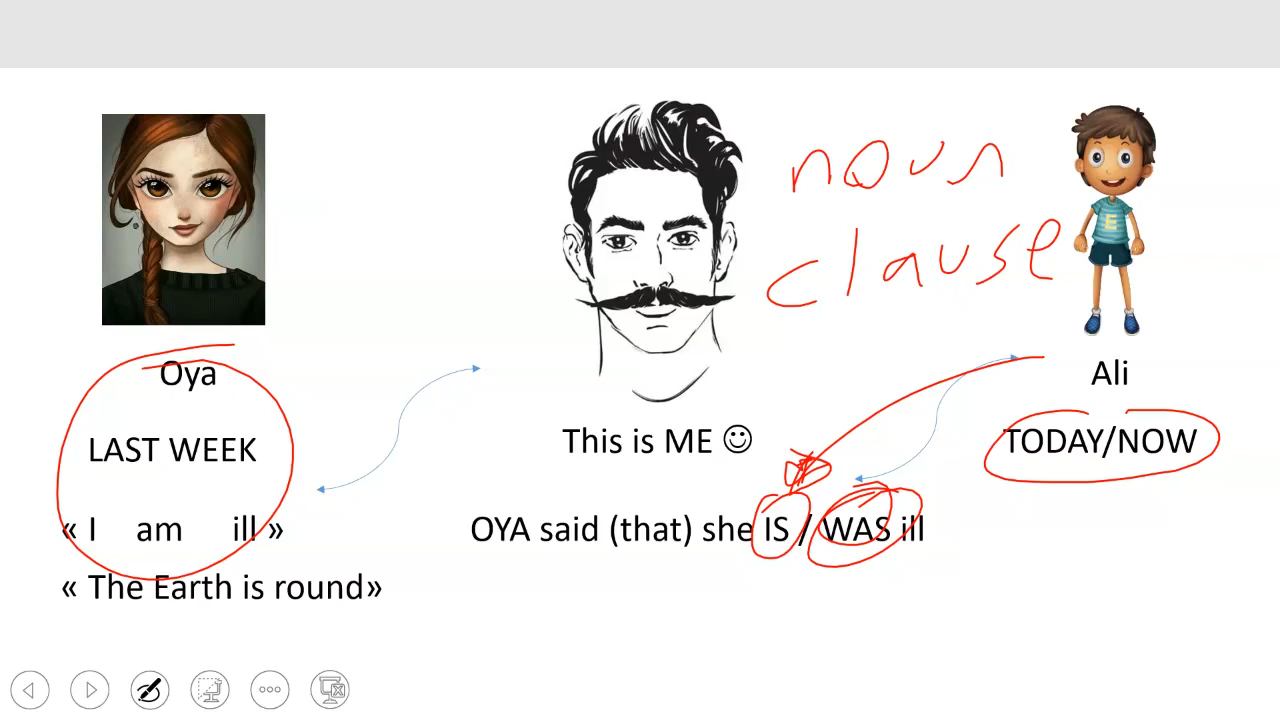 noun
clause
E
Oya
This is ME ☺
Ali
LAST WEEK
TODAY/NOW
« I am ill »
OYA said (that) she IS / WAS ill
« The Earth is round»